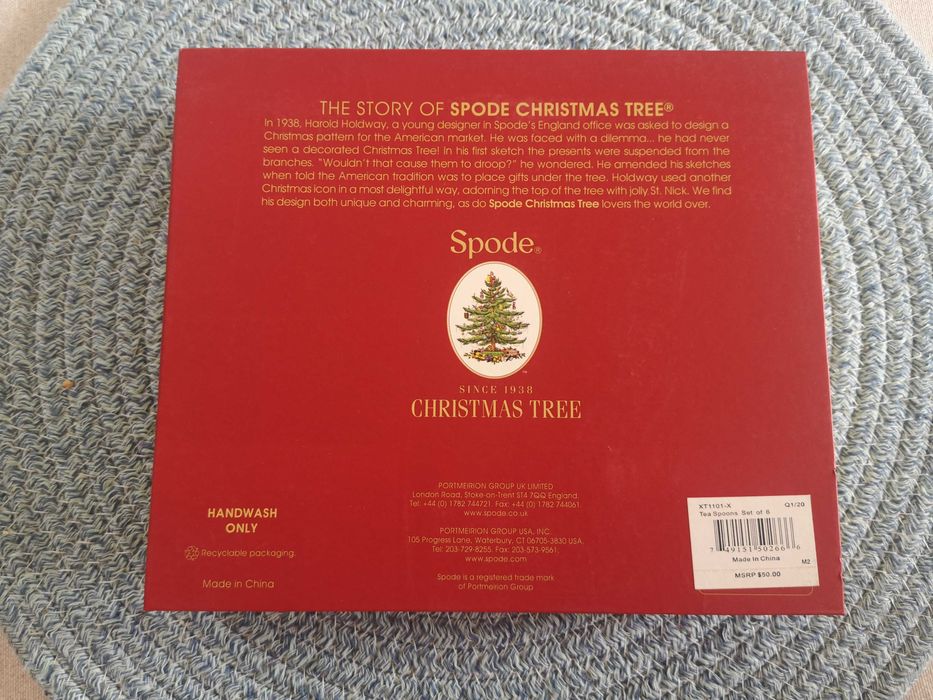 THE STORY OF SPODE CHRISTMAS TREE®
In 1938, Harold Holdway, a young designer in Spode's England office was asked to design a
Christmas pattern for the American market. He was faced with a dilemma... he had never
seen a decorated Christmas Tree! In his first sketch the presents were suspended from the
branches. "Wouldn't that cause them to droop?" he wondered. He amended his sketches
when told the American tradition was to place gifts under the tree. Holdway used another
Christmas icon in a most delightful way, adorning the top of the tree with jolly St. Nick. We find
his design both unique and charming, as do Spode Christmas Tree lovers the world over.
Spode®
SINCE 1938
CHRISTMAS TREE
PORTMEIRION GROUP UK LIMITED
London Road, Stoke-on-Trent ST4 7QQ England.
Tel: +44 (0) 1782 744721. Fax: +44 (0) 1782 744061.
www.spode.co.uk
PORTMEIRION GROUP USA, INC.
105 Progress Lane, Waterbury, CT 06705-3830 USA.
Tel: 203-729-8255. Fax: 203-573-9561.
www.spode.com
Spode is a registered trade mark
of Portmeirion Group
HANDWASH
ONLY
Recyclable packaging.
Made in China
XT1101-X Q1/20
Tea Spoons Set of 6
7 49151 50266 6
Made In China
M2
MSRP $50.00